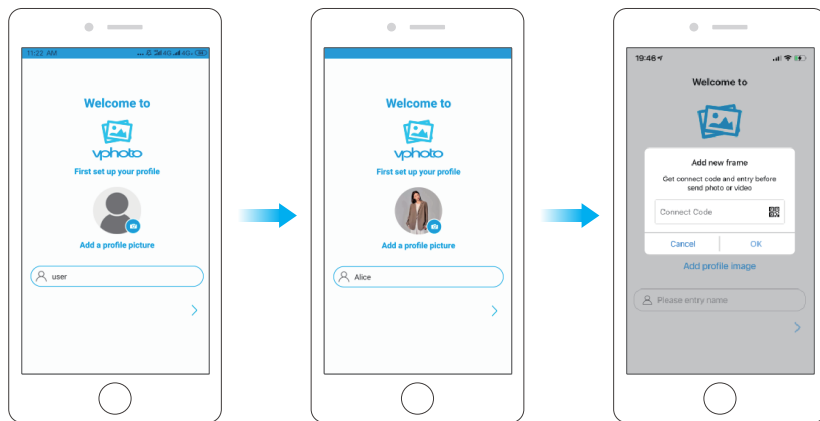 11:22 AM
... 4G 4G+
Welcome to
vphoto
First set up your profile
Add a profile picture
user
Welcome to
vphoto
First set up your profile
Add a profile picture
Alice
19:46
Welcome to
Add new frame
Get connect code and entry before
send photo or video
Connect Code
Cancel OK
Add profile image
Please entry name